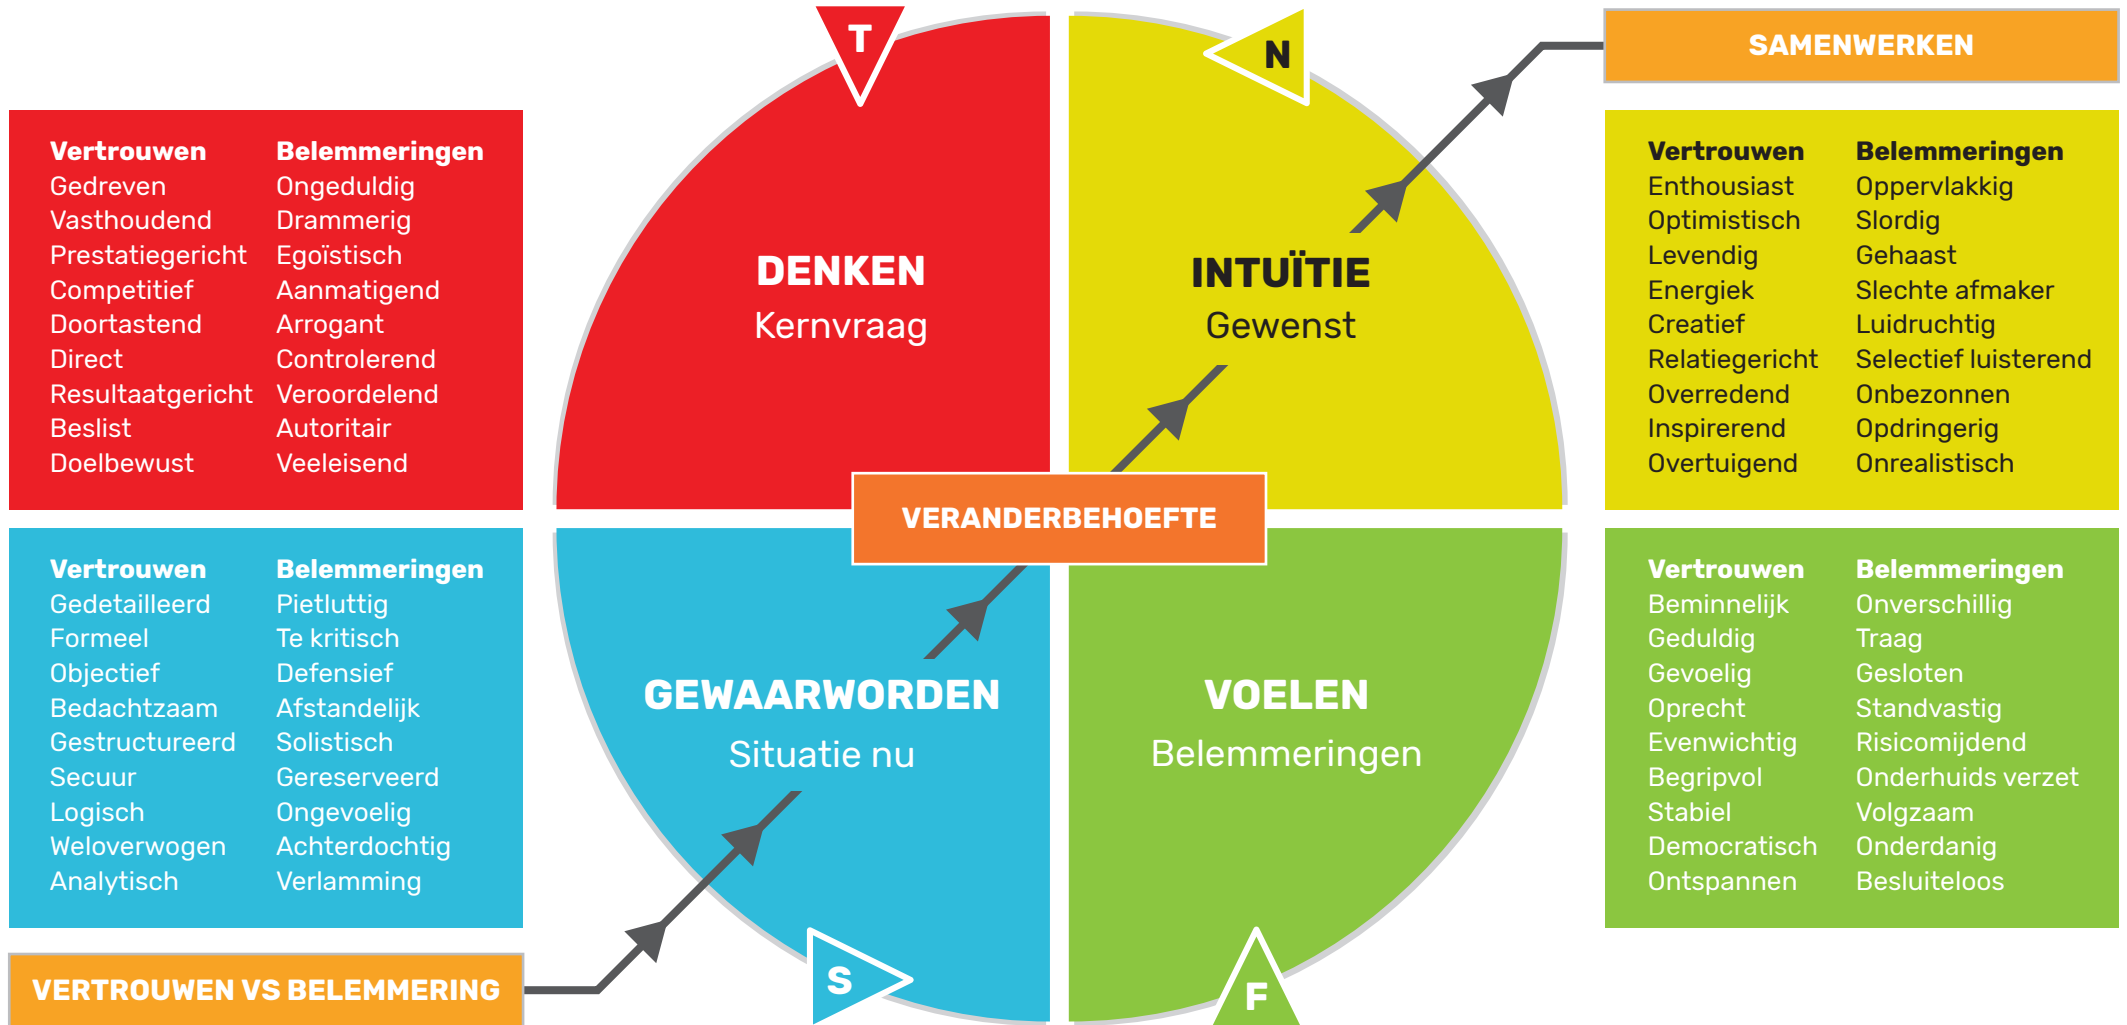 T
N
SAMENWERKEN
Vertrouwen Belemmeringen
Gedreven Ongeduldig
Vasthoudend Drammerig
Prestatiegericht Egoïstisch
Competitief Aanmatigend
Doortastend Arrogant
Direct Controlerend
Resultaatgericht Veroordelend
Beslist Autoritair
Doelbewust Veeleisend
DENKEN
Kernvraag
INTUÏTIE
Gewenst
Vertrouwen Belemmeringen
Enthousiast Oppervlakkig
Optimistisch Slordig
Levendig Gehaast
Energiek Slechte afmaker
Creatief Luidruchtig
Relatiegericht Selectief luisterend
Overredend Onbezonnen
Inspirerend Opdringerig
Overtuigend Onrealistisch
VERANDERBEHOEFTE
Vertrouwen Belemmeringen
Gedetailleerd Pietluttig
Formeel Te kritisch
Objectief Defensief
Bedachtzaam Afstandelijk
Gestructureerd Solistisch
Secuur Gereserveerd
Logisch Ongevoelig
Weloverwogen Achterdochtig
Analytisch Verlamming
GEWAARWORDEN
Situatie nu
VOELEN
Belemmeringen
Vertrouwen Belemmeringen
Beminnelijk Onverschillig
Geduldig Traag
Gevoelig Gesloten
Oprecht Standvastig
Evenwichtig Risicomijdend
Begripvol Onderhuids verzet
Stabiel Volgzaam
Democratisch Onderdanig
Ontspannen Besluiteloos
VERTROUWEN VS BELEMMERING
S
F